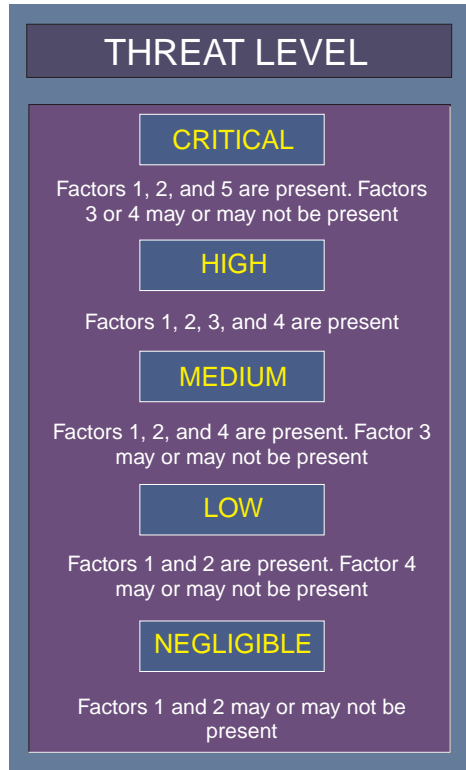 THREAT LEVEL
CRITICAL
Factors 1, 2, and 5 are present. Factors
3 or 4 may or may not be present
HIGH
Factors 1, 2, 3, and 4 are present
MEDIUM
Factors 1, 2, and 4 are present. Factor 3
may or may not be present
LOW
Factors 1 and 2 are present. Factor 4
may or may not be present
NEGLIGIBLE
Factors 1 and 2 may or may not be
present